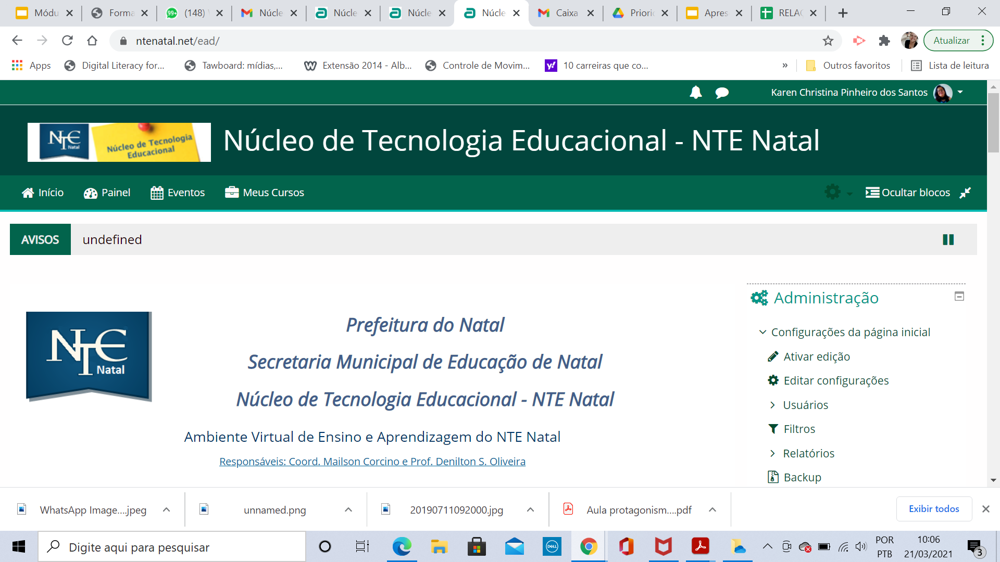 Módu
Forma
99+
(148)
Núcle
Núcle
Núcle
Núcle
Caixa
Priori
Apres
RELAÇ
ntenatal.net/ead/
Atualizar
Apps
Digital Literacy for...
Tawboard: mídias,...
Extensão 2014 - Alb...
Controle de Movim...
10 carreiras que co...
»
Outros favoritos
Lista de leitura
Karen Christina Pinheiro dos Santos
NTE
Natal
Núcleo de Tecnologia
Educacional
Núcleo de Tecnologia Educacional - NTE Natal
Início
Painel
Eventos
Meus Cursos
Ocultar blocos
AVISOS
undefined
NTE
Natal
Prefeitura do Natal
Secretaria Municipal de Educação de Natal
Núcleo de Tecnologia Educacional - NTE Natal
Ambiente Virtual de Ensino e Aprendizagem do NTE Natal
Responsáveis: Coord. Mailson Corcino e Prof. Denilton S. Oliveira
Administração
Configurações da página inicial
Ativar edição
Editar configurações
Usuários
Filtros
Relatórios
Backup
WhatsApp Image....jpeg
unnamed.png
20190711092000.jpg
Aula protagonism....pdf
Exibir todos
Digite aqui para pesquisar
DELL
POR
PTB
10:06
21/03/2021
3